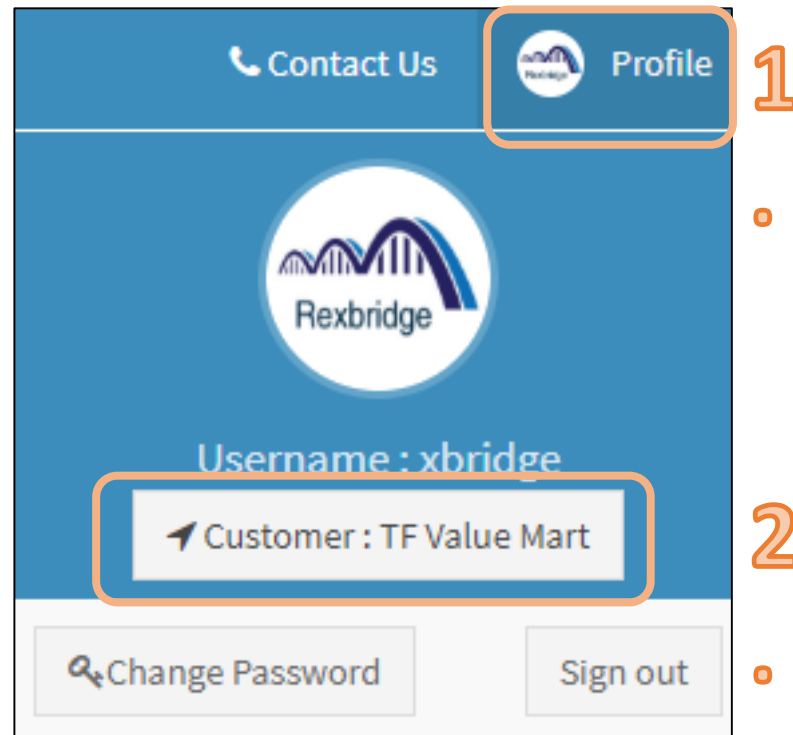 Contact Us
Profile
1
.
Rexbridge
Username : xbridge
Customer : TF Value Mart
2
.
Change Password
Sign out